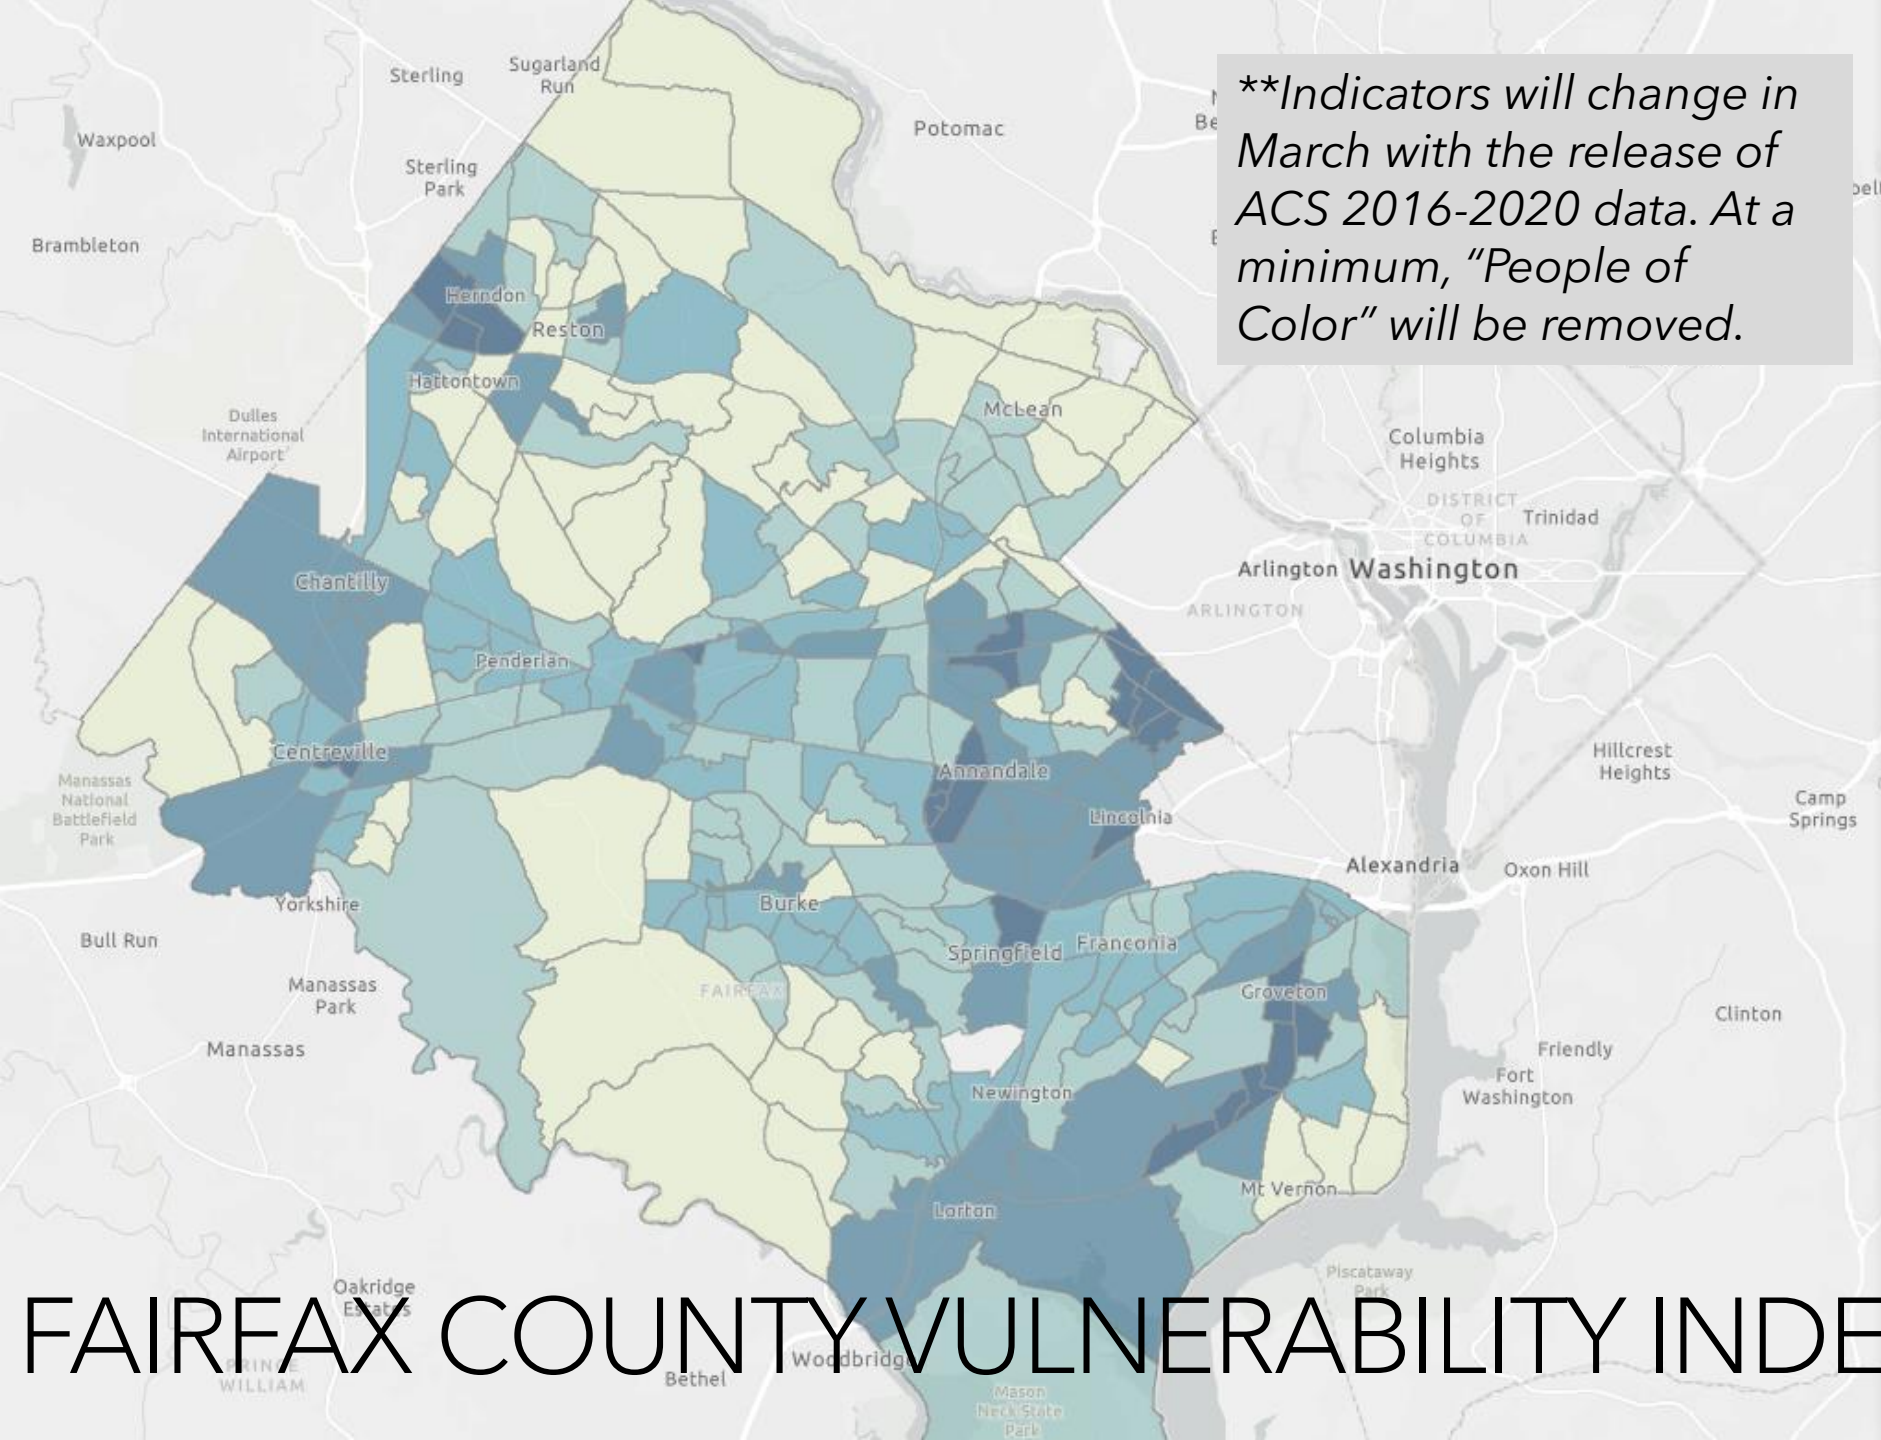 Sterling
Sugarland
Run
Waxpool
Potomac
**Indicators will change in
March with the release of
ACS 2016-2020 data. At a
minimum, “People of
Color” will be removed.
Sterling
Park
Brambleton
Herndon
Reston
Hattontown
McLean
Dulles
International
Airport
Columbia
Heights
DISTRICT
OF
COLUMBIA
Trinidad
Chantilly
Arlington
Washington
ARLINGTON
Penderlan
Centreville
Annandale
Hillcrest
Heights
Manassas
National
Battlefield
Park
Lincolnia
Camp
Springs
Alexandria
Oxon Hill
Yorkshire
Burke
Bull Run
Springfield
Franconia
Manassas
Park
FAIRFAX
Groveton
Clinton
Manassas
Friendly
Fort
Washington
Newington
Mt Vernon
Lorton
Piscataway
Park
Oakridge
Estates
FAIRFAX COUNTY VULNERABILITY INDE
PRINCE
WILLIAM
Woodbridge
Bethel
Mason
Neck State
Park